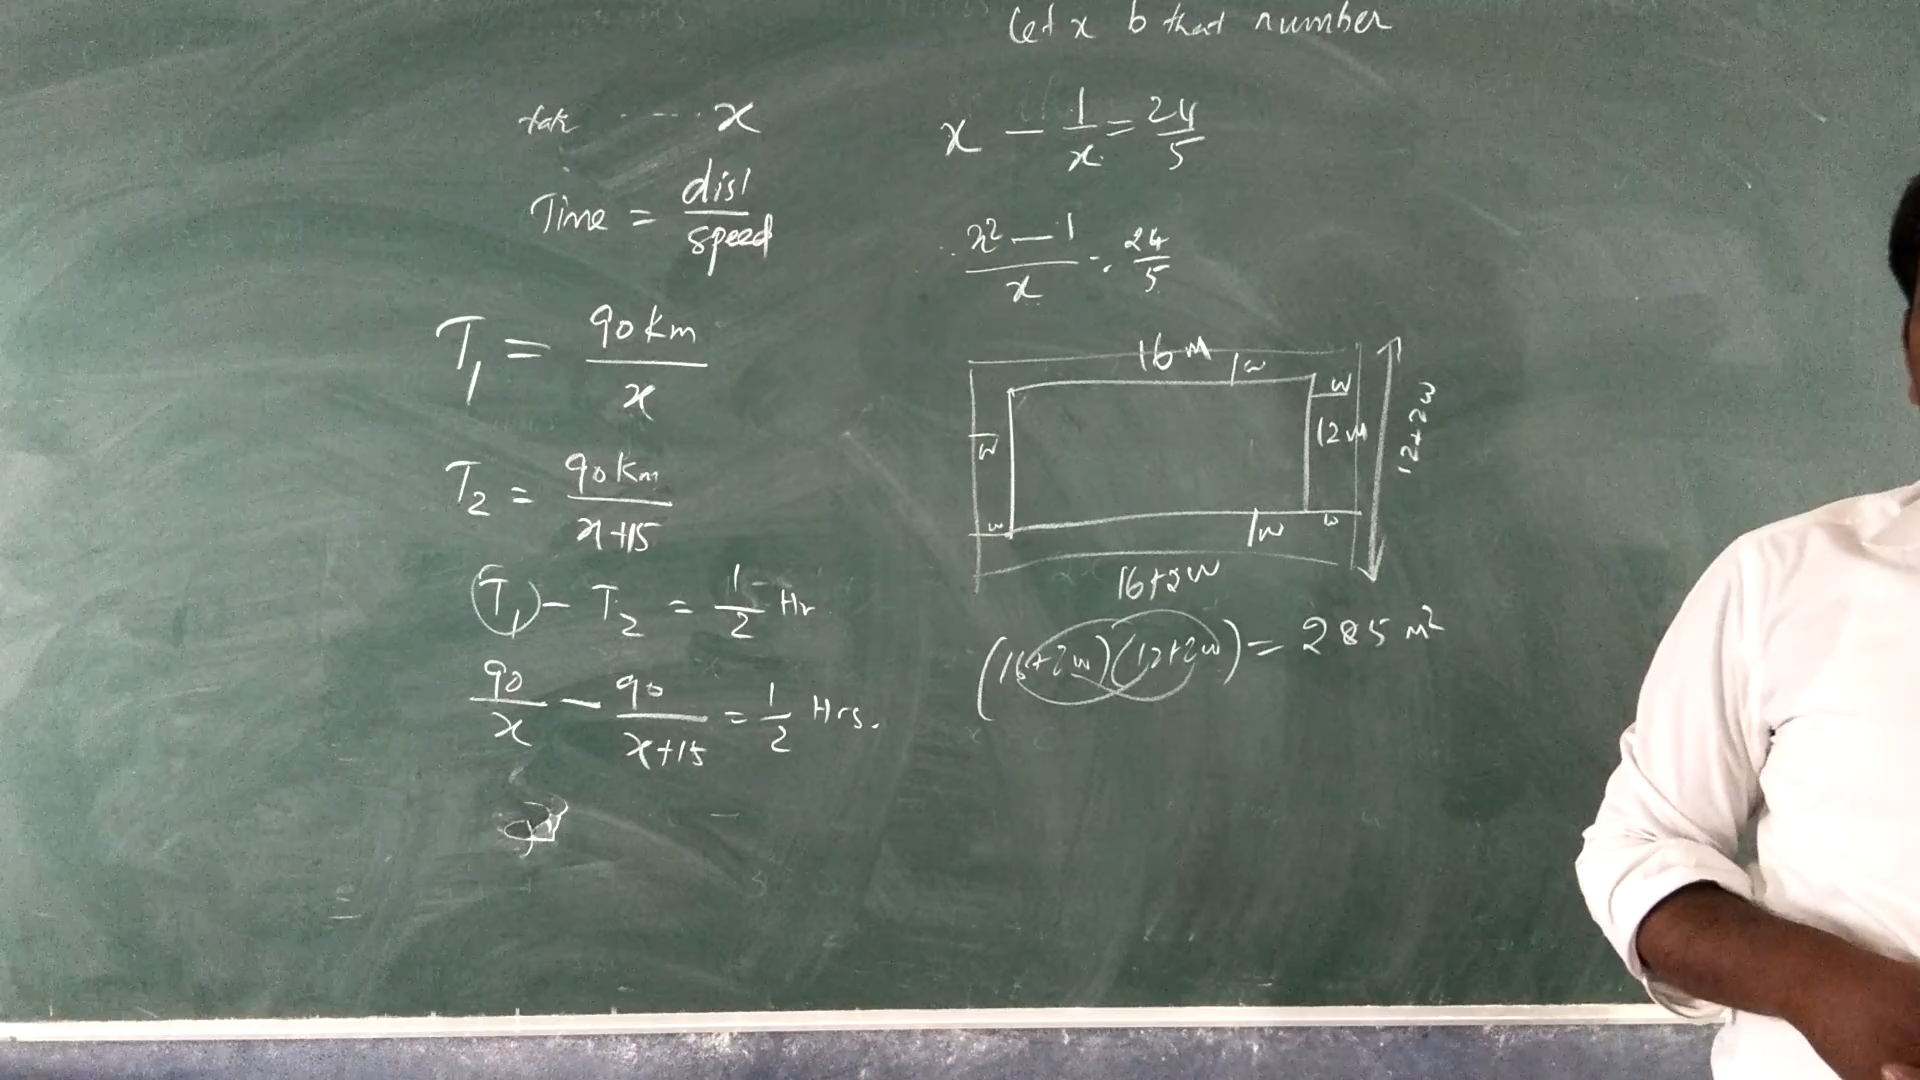 let x b that number
tak ..... x
Time = dist/speed
T1 = 90 km/x
T2 = 90 km/x+15
T1 - T2 = 1/2 Hr
90/x - 90/x+15 = 1/2 Hrs.
x - 1/x = 24/5
x² - 1/x = 24/5
16 m
w
w
w
12 m
12+2w
w
w
w
16+2w
(16+2w)(12+2w) = 285 m²